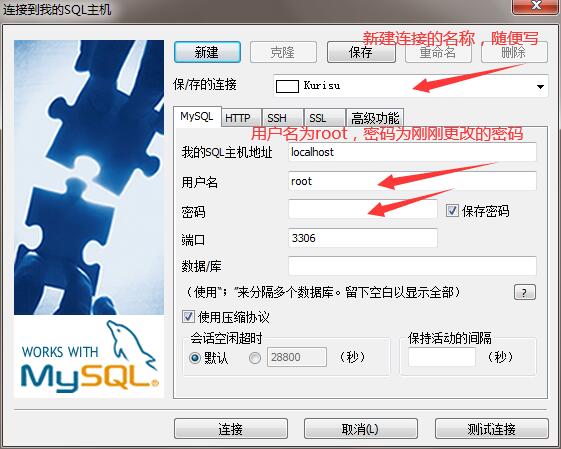 连接到我的SQL主机
新建连接的名称，随便写
新建
克隆
保存
重命名
删除
保/存的连接
Kurisu
MySQL
HTTP
SSH
SSL
高级功能
用户名为root，密码为刚刚更改的密码
我的SQL主机地址
localhost
用户名
root
密码
保存密码
端口
3306
数据/库
（使用“；”来分隔多个数据库。留下空白以显示全部）
?
使用压缩协议
会话空闲超时
保持活动的间隔
默认
28800
（秒）
（秒）
WORKS WITH
MySQL®
连接
取消(L)
测试连接